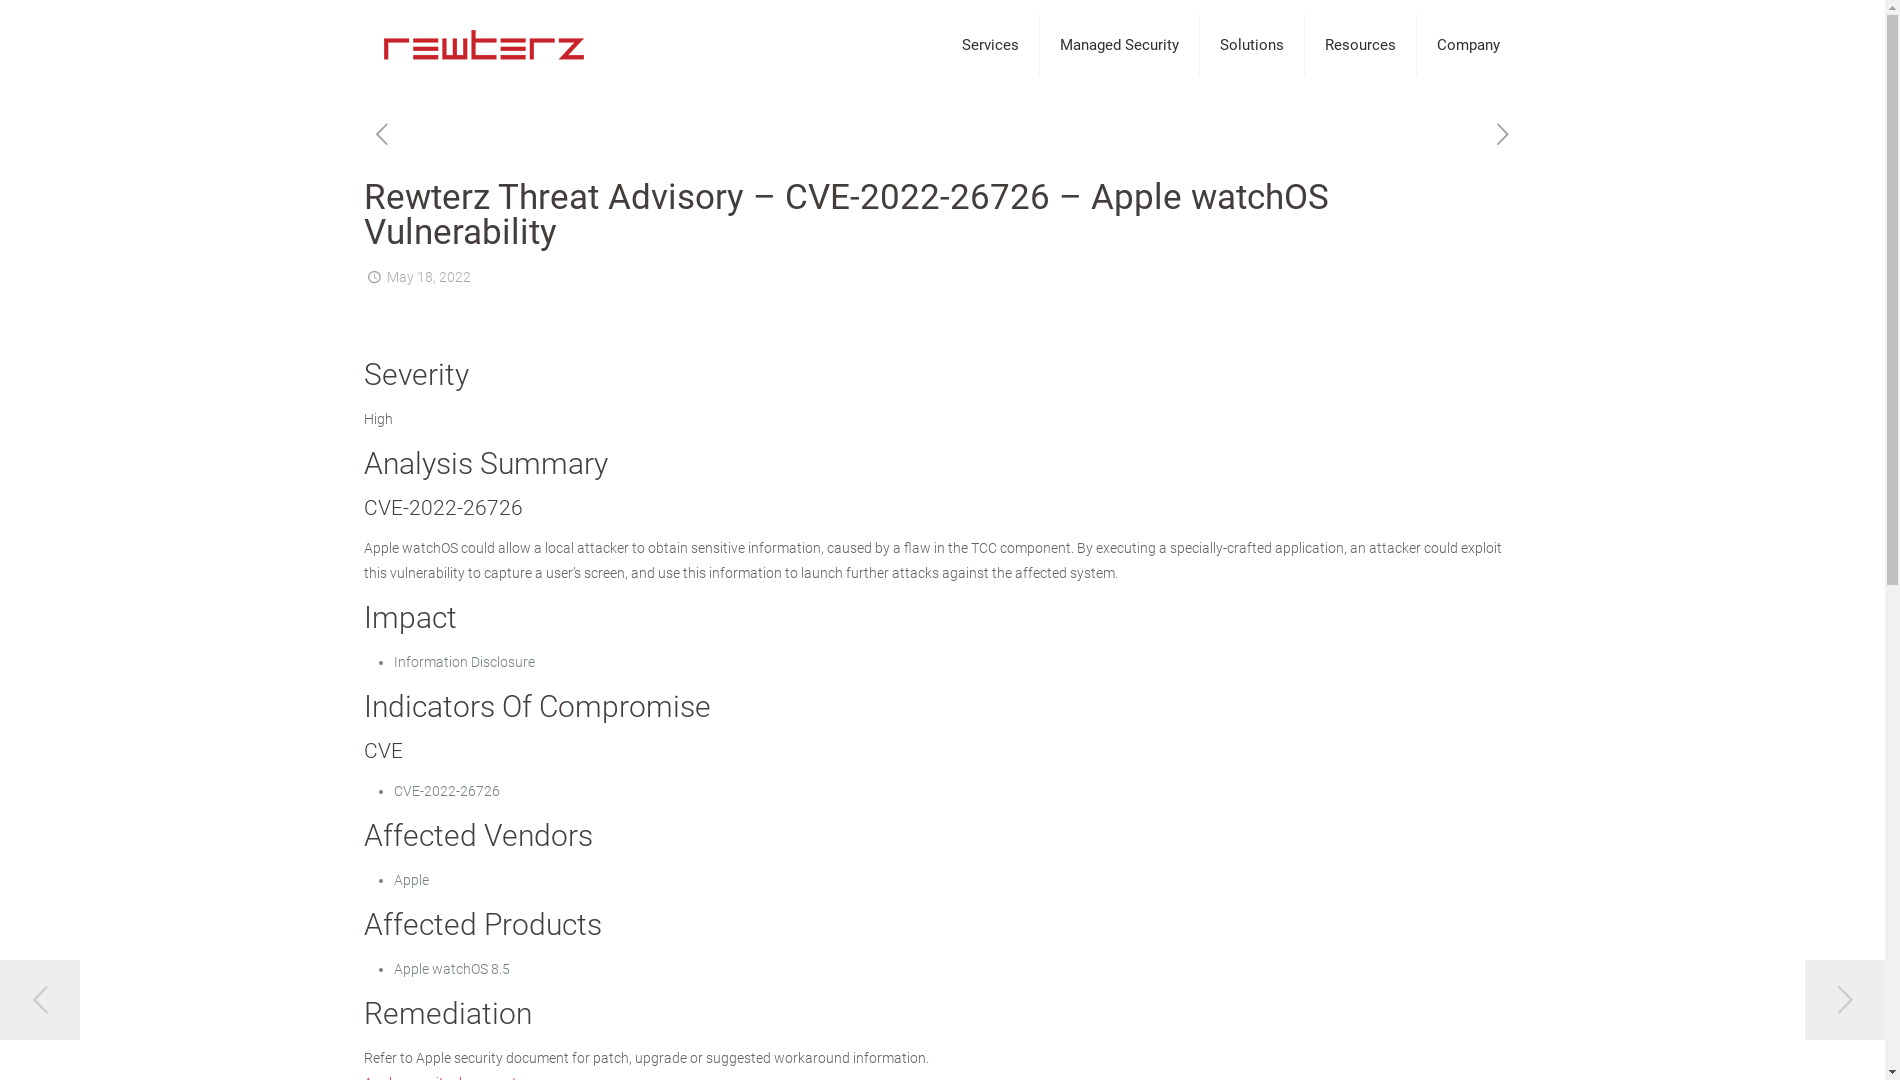 rewterz
Services
Managed Security
Solutions
Resources
Company
Rewterz Threat Advisory – CVE-2022-26726 – Apple watchOS
Vulnerability
May 18, 2022
Severity
High
Analysis Summary
CVE-2022-26726
Apple watchOS could allow a local attacker to obtain sensitive information, caused by a flaw in the TCC component. By executing a specially-crafted application, an attacker could exploit
this vulnerability to capture a user’s screen, and use this information to launch further attacks against the affected system.
Impact
Information Disclosure
Indicators Of Compromise
CVE
CVE-2022-26726
Affected Vendors
Apple
Affected Products
Apple watchOS 8.5
Remediation
Refer to Apple security document for patch, upgrade or suggested workaround information.